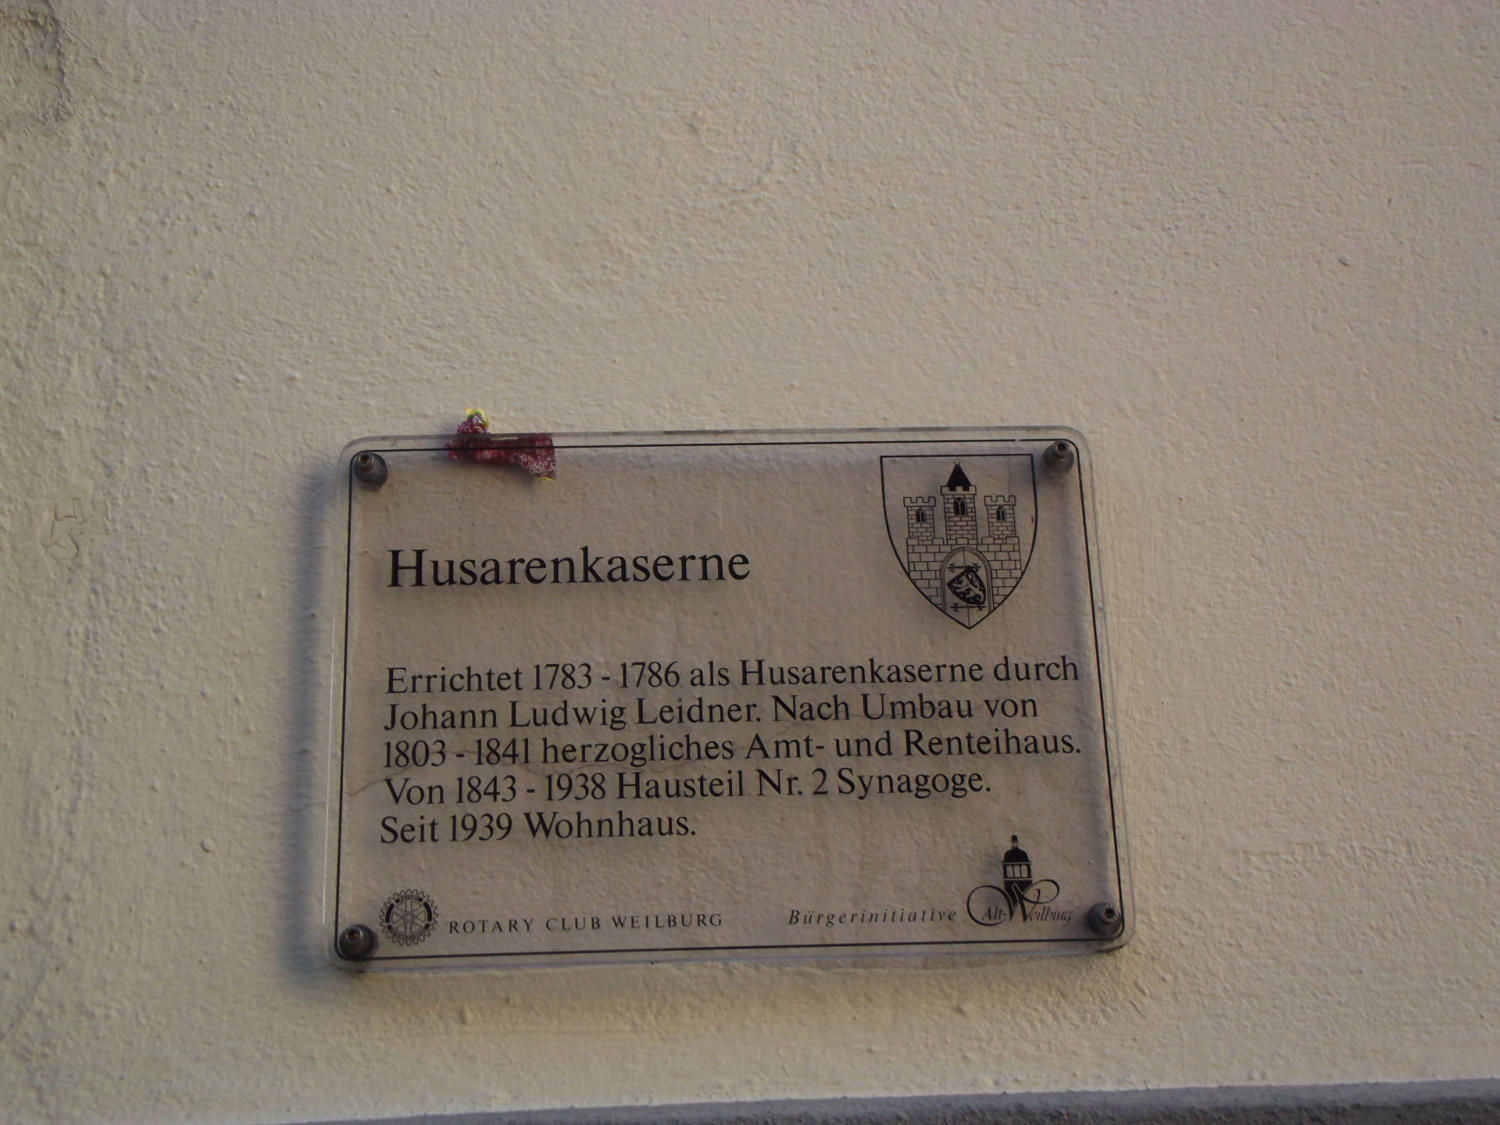 Husarenkaserne
Errichtet 1783 - 1786 als Husarenkaserne durch
Johann Ludwig Leidner. Nach Umbau von
1803 - 1841 herzogliches Amt- und Renteihaus.
Von 1843 - 1938 Hausteil Nr. 2 Synagoge.
Seit 1939 Wohnhaus.
ROTARY CLUB WEILBURG
Bürgerinitiative Alt-Weilburg